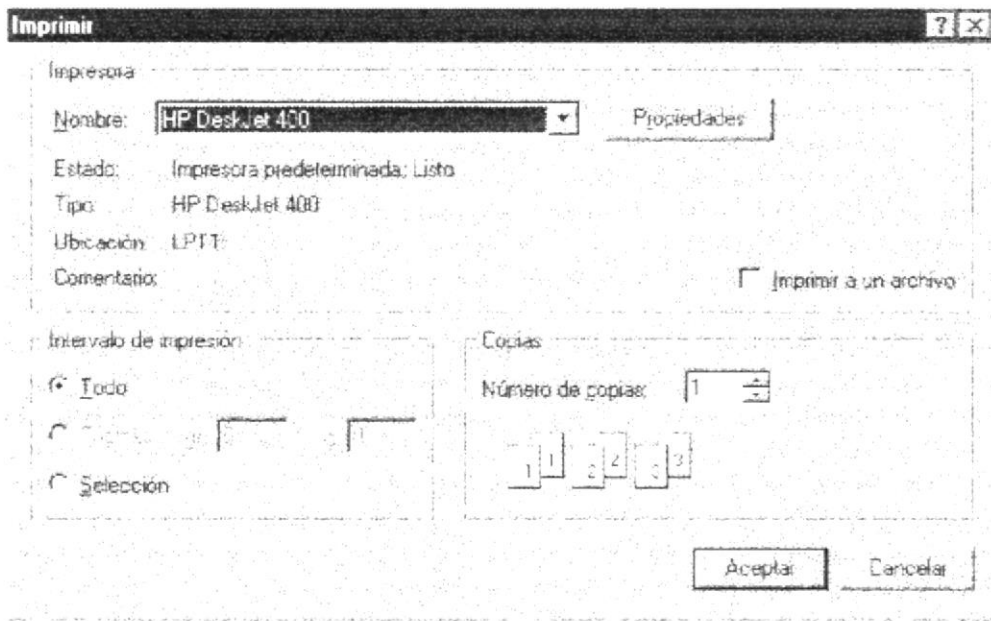 Imprimir
Impresora
Nombre: HP DeskJet 400 Propiedades
Estado: Impresora predeterminada; Listo
Tipo: HP DeskJet 400
Ubicación: LPT1:
Comentario: Imprimir a un archivo
Intervalo de impresión
Todo
Selección
Copias
Número de copias: 1
1 1 2 2 3 3
Aceptar Cancelar